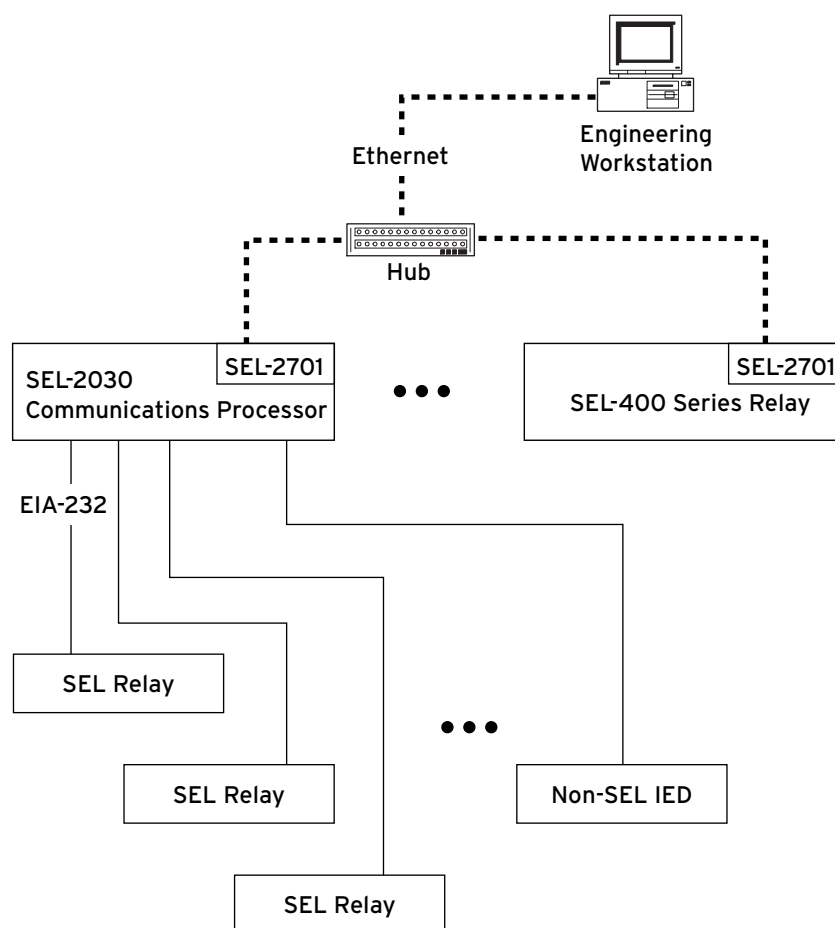 Engineering
Workstation
Ethernet
Hub
SEL-2701
SEL-2030
Communications Processor
SEL-2701
SEL-400 Series Relay
EIA-232
SEL Relay
SEL Relay
Non-SEL IED
SEL Relay